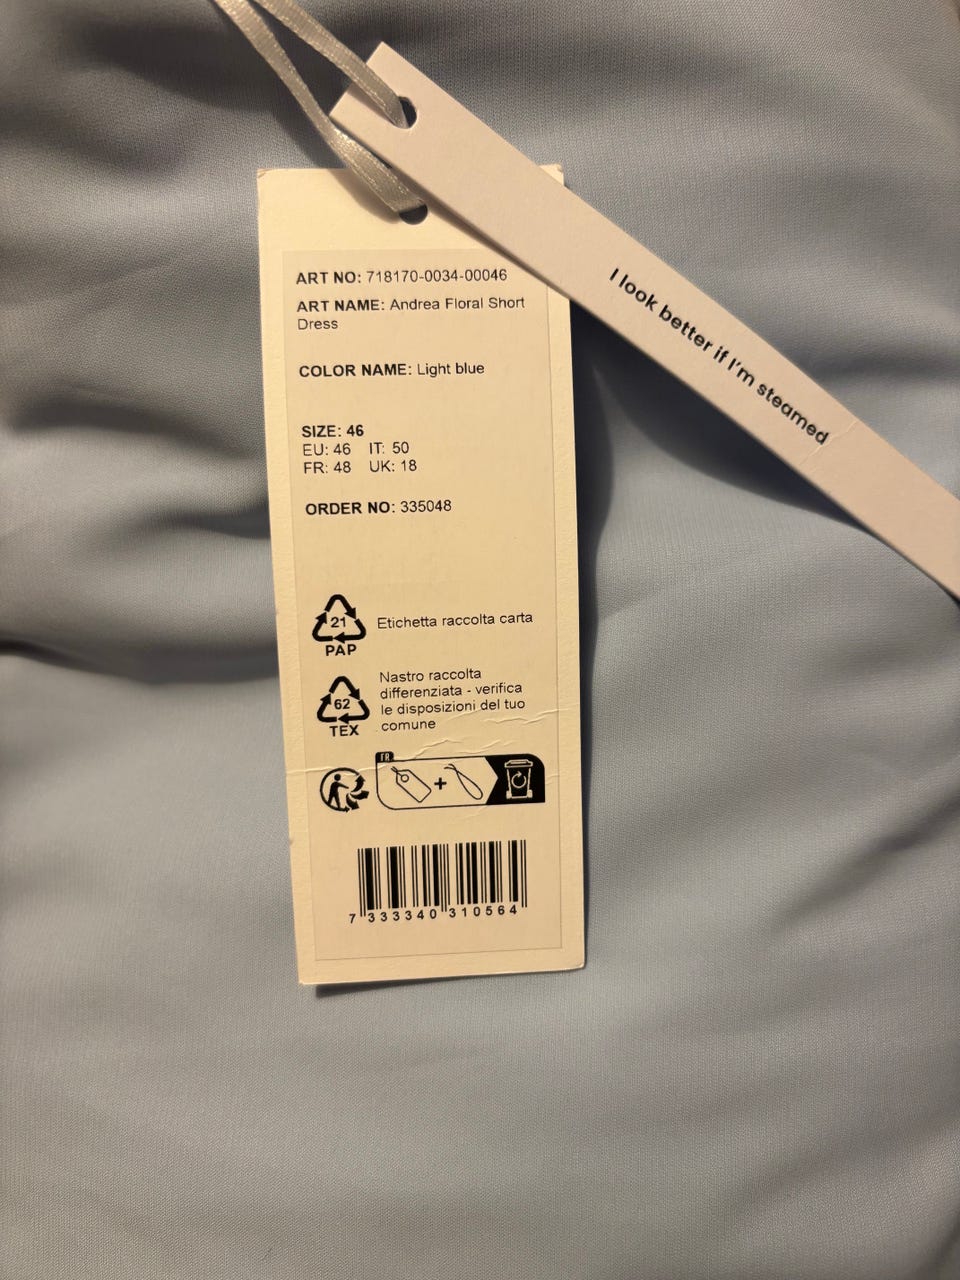 I look better if I'm steamed
ART NO: 718170-0034-00046
ART NAME: Andrea Floral Short
Dress
COLOR NAME: Light blue
SIZE: 46
EU: 46 IT: 50
FR: 48 UK: 18
ORDER NO: 335048
21
PAP
Etichetta raccolta carta
62
TEX
Nastro raccolta
differenziata - verifica
le disposizioni del tuo
comune
FR
+
7 333340 310564